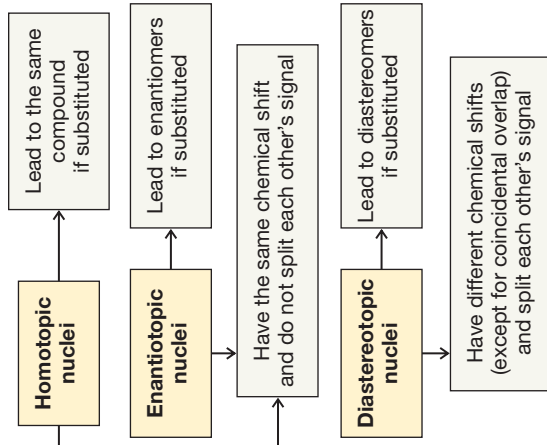 Homotopic
nuclei
Lead to the same
compound
if substituted
Enantiotopic
nuclei
Lead to enantiomers
if substituted
Have the same chemical shift
and do not split each other’s signal
Diastereotopic
nuclei
Lead to diastereomers
if substituted
Have different chemical shifts
(except for coincidental overlap)
and split each other’s signal